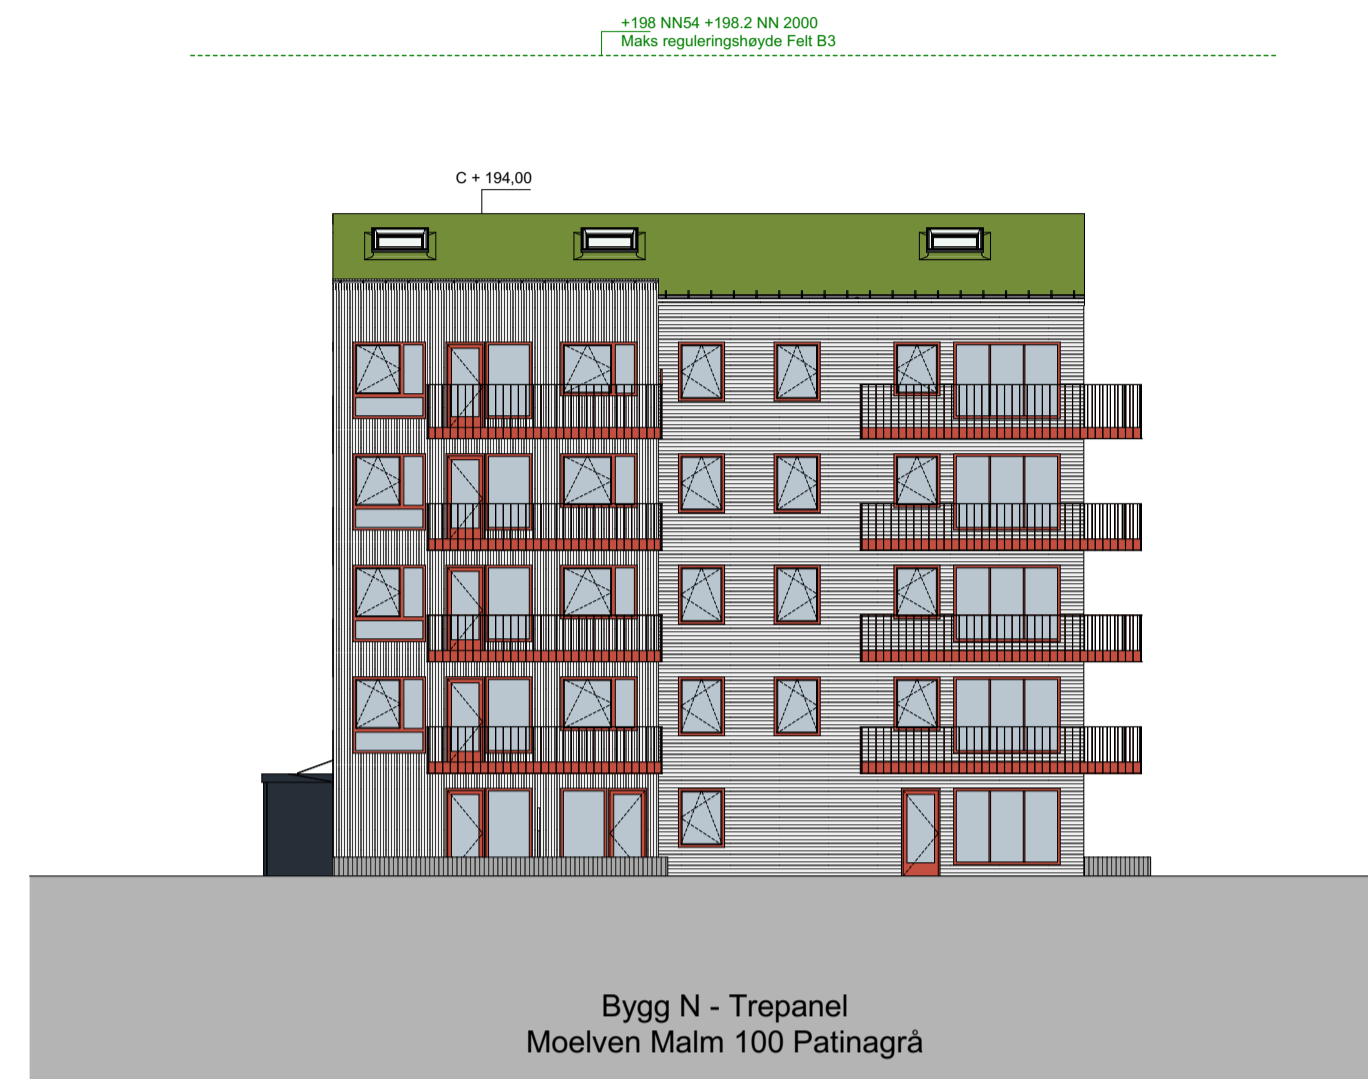 +198 NN54 +198.2 NN 2000
Maks reguleringshøyde Felt B3
C + 194,00
Bygg N - Trepanel
Moelven Malm 100 Patinagrå